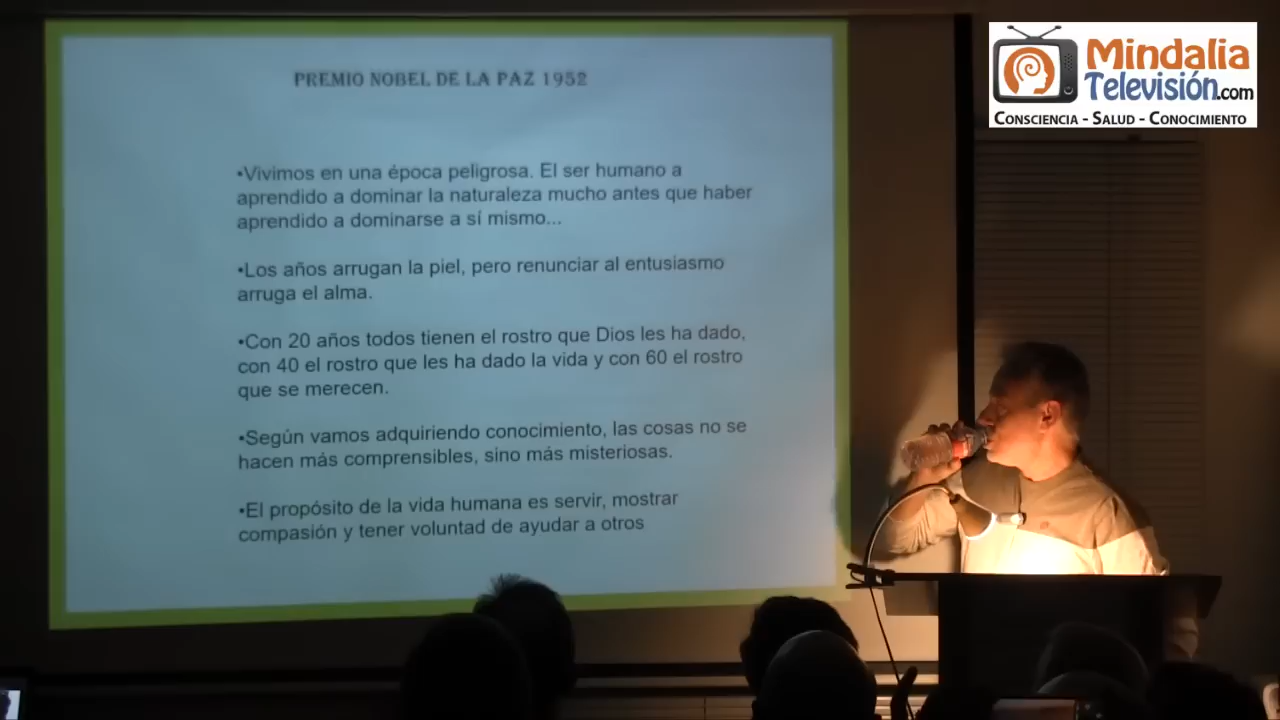 PREMIO NOBEL DE LA PAZ 1952
•Vivimos en una época peligrosa. El ser humano a
aprendido a dominar la naturaleza mucho antes que haber
aprendido a dominarse a sí mismo...
•Los años arrugan la piel, pero renunciar al entusiasmo
arruga el alma.
•Con 20 años todos tienen el rostro que Dios les ha dado,
con 40 el rostro que les ha dado la vida y con 60 el rostro
que se merecen.
•Según vamos adquiriendo conocimiento, las cosas no se
hacen más comprensibles, sino más misteriosas.
•El propósito de la vida humana es servir, mostrar
compasión y tener voluntad de ayudar a otros
Mindalia
Televisión.com
CONSCIENCIA - SALUD - CONOCIMIENTO